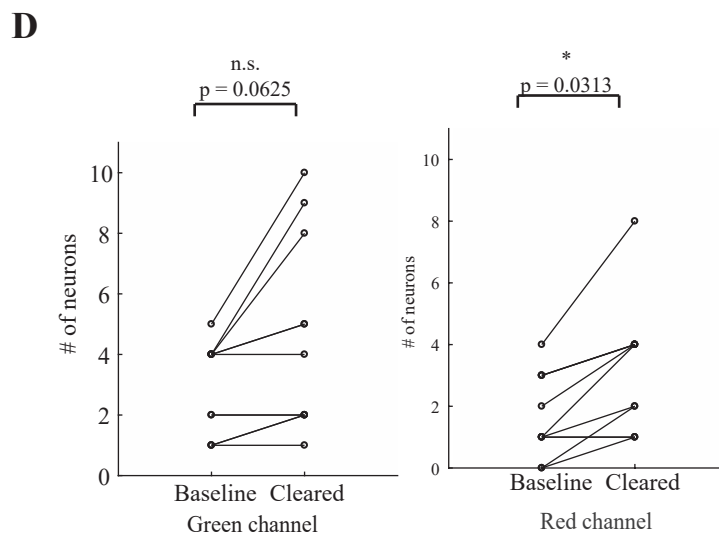 D
n.s.
p = 0.0625
# of neurons
10
8
6
4
2
0
Baseline Cleared
Green channel
*
p = 0.0313
# of neurons
10
8
6
4
2
0
Baseline Cleared
Red channel